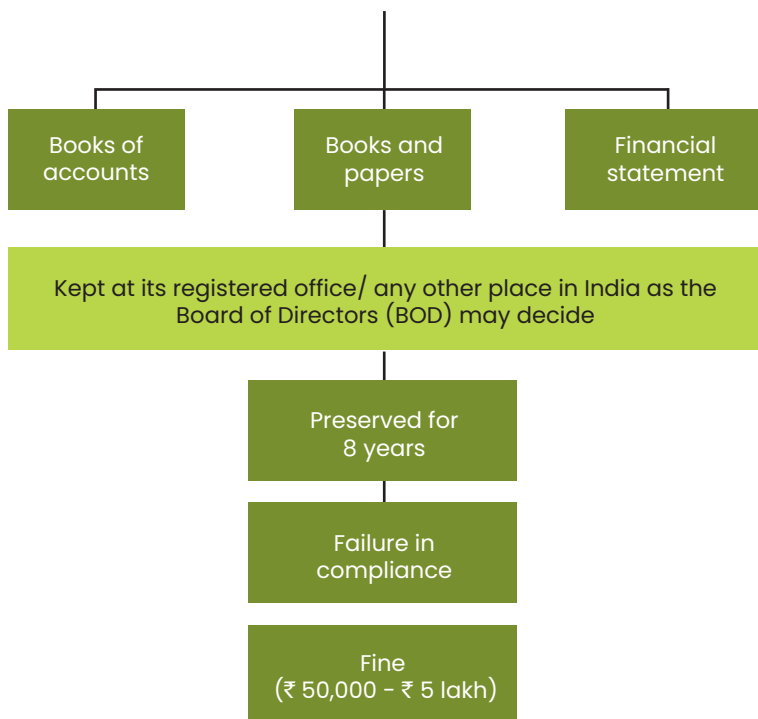 Books of
accounts
Books and
papers
Financial
statement
Kept at its registered office/ any other place in India as the
Board of Directors (BOD) may decide
Preserved for
8 years
Failure in
compliance
Fine
(₹ 50,000 - ₹ 5 lakh)